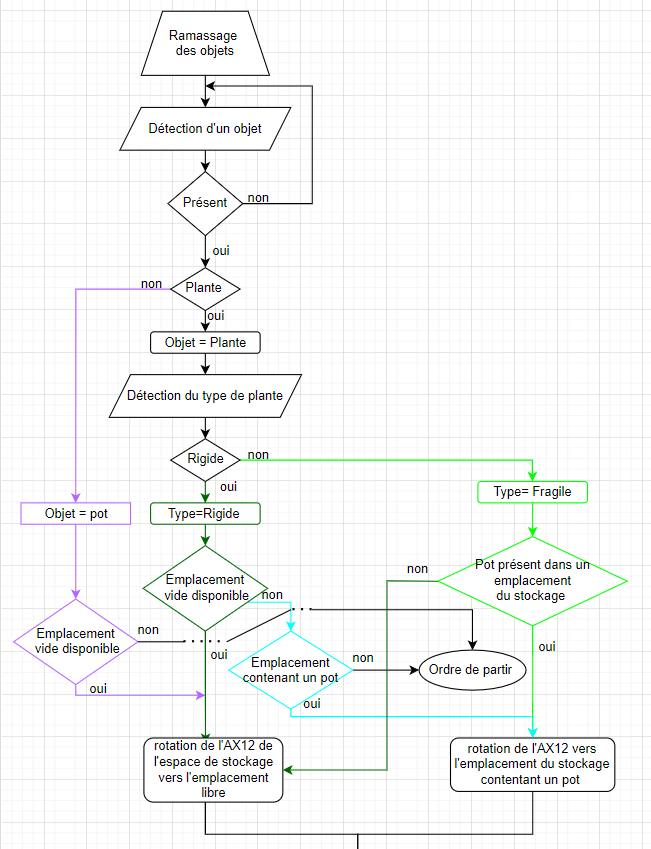 Ramassage
des objets
Détection d'un objet
Présent
non
oui
non
Plante
oui
Objet = Plante
Détection du type de plante
Rigide
non
oui
Objet = pot
Type=Rigide
Type= Fragile
Emplacement
vide disponible
non
non
Pot présent dans un
emplacement
du stockage
Emplacement
vide disponible
non
oui
oui
Emplacement
contenant un pot
non
Ordre de partir
oui
oui
rotation de l'AX12 de
l'espace de stockage
vers l'emplacement
libre
rotation de l'AX12 vers
l'emplacement du stockage
contentant un pot